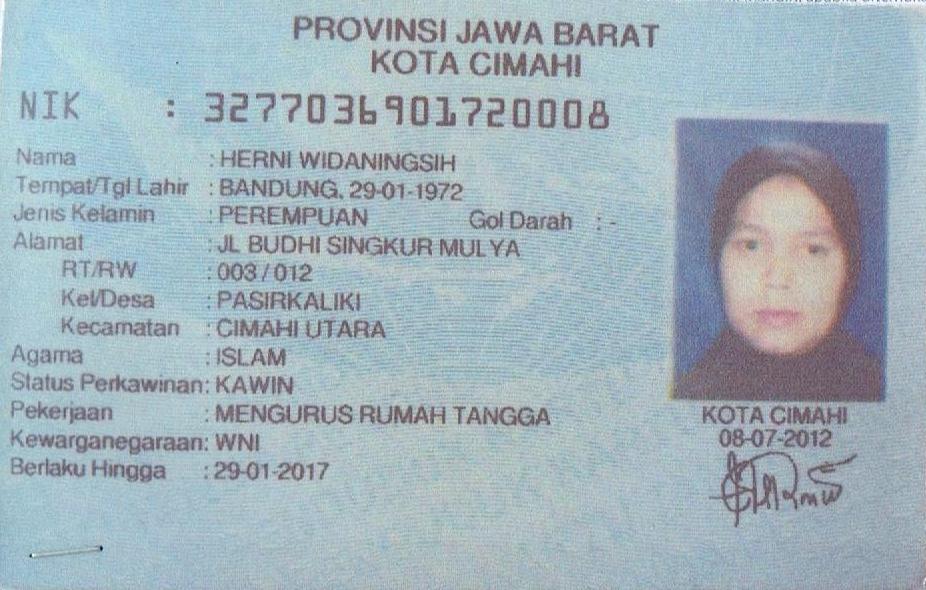 PROVINSI JAWA BARAT
KOTA CIMAHI
NIK : 3277036901720008
Nama : HERNI WIDANINGSIH
Tempat/Tgl Lahir : BANDUNG, 29-01-1972
Jenis Kelamin : PEREMPUAN Gol Darah : -
Alamat : JL BUDHI SINGKUR MULYA
RT/RW : 003 / 012
Kel/Desa : PASIRKALIKI
Kecamatan : CIMAHI UTARA
Agama : ISLAM
Status Perkawinan: KAWIN
Pekerjaan : MENGURUS RUMAH TANGGA
Kewarganegaraan: WNI
Berlaku Hingga : 29-01-2017
KOTA CIMAHI
08-07-2012